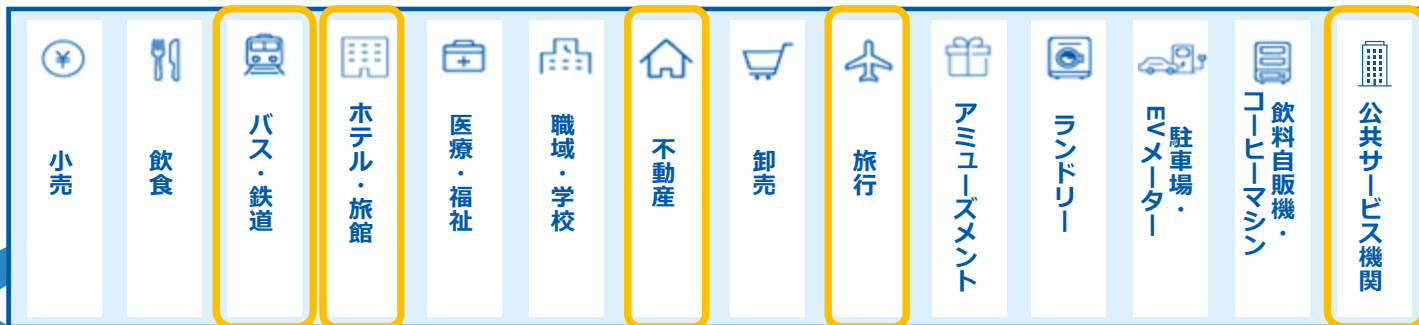 小売
飲食
バス・鉄道
ホテル・旅館
医療・福祉
職域・学校
不動産
卸売
旅行
アミューズメント
ランドリー
駐車場・
EVメーター
飲料自販機・
コーヒーマシン
公共サービス機関